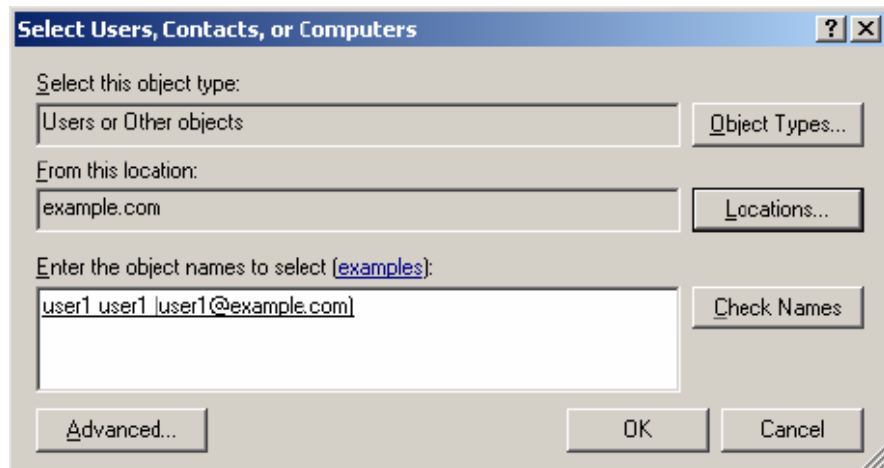 Select Users, Contacts, or Computers
Select this object type:
Users or Other objects
Object Types...
From this location:
example.com
Locations...
Enter the object names to select (examples):
user1 user1 (user1@example.com)
Check Names
Advanced...
OK
Cancel